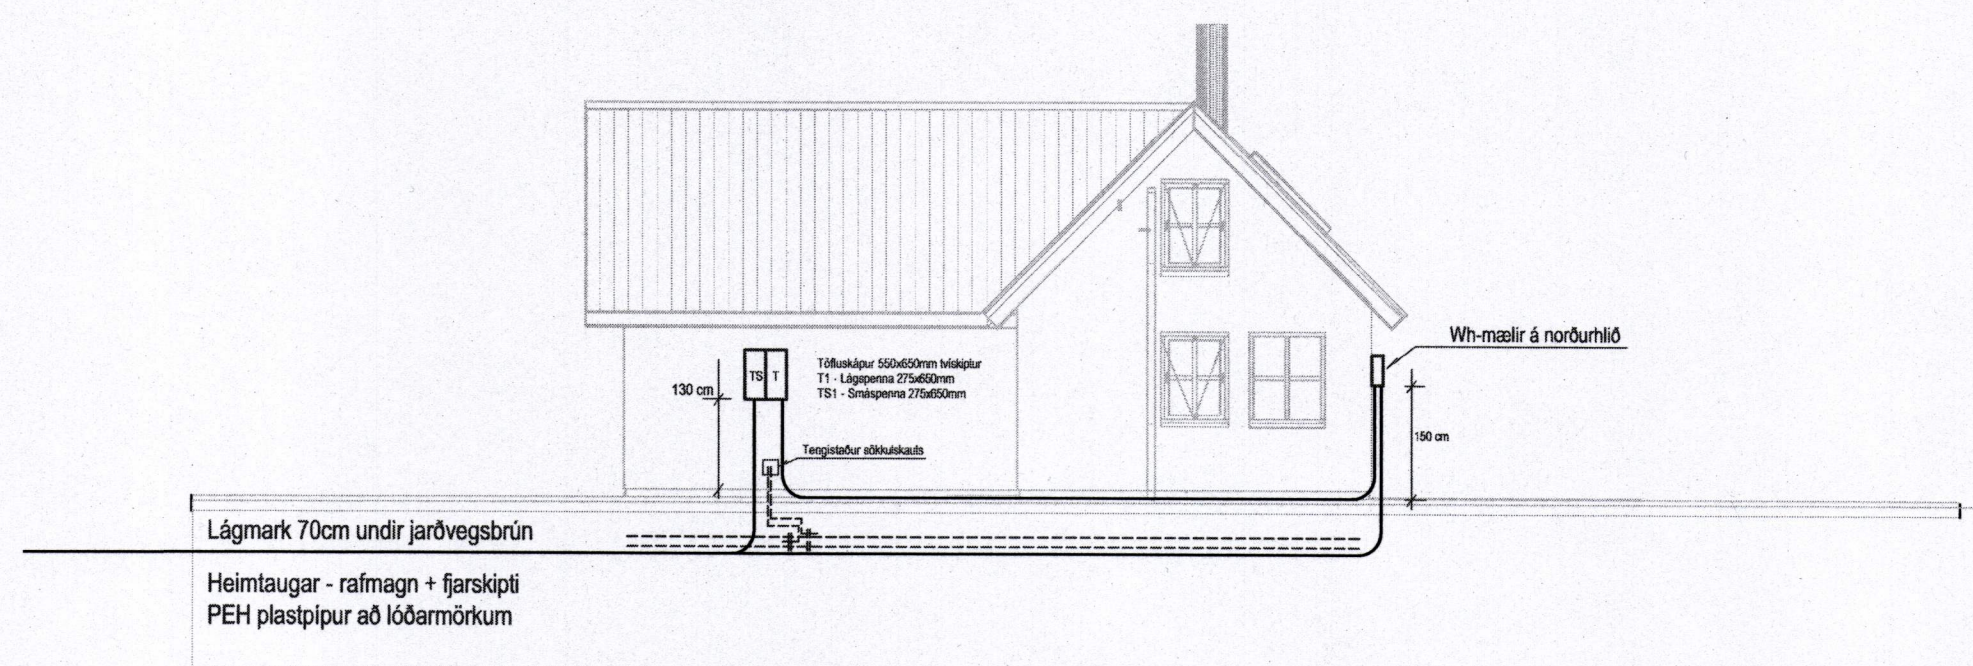 Wh-mælir á norðurhlið
Töfluskápur 550x650mm tvískiptur
T1 - Lágspenna 275x650mm
TS1 - Smáspenna 275x650mm
TS T
130 cm
150 cm
Tengistaður sökkulskauts
Lágmark 70cm undir jarðvegsbrún
Heimtaugar - rafmagn + fjarskipti
PEH plastpípur að lóðarmörkum